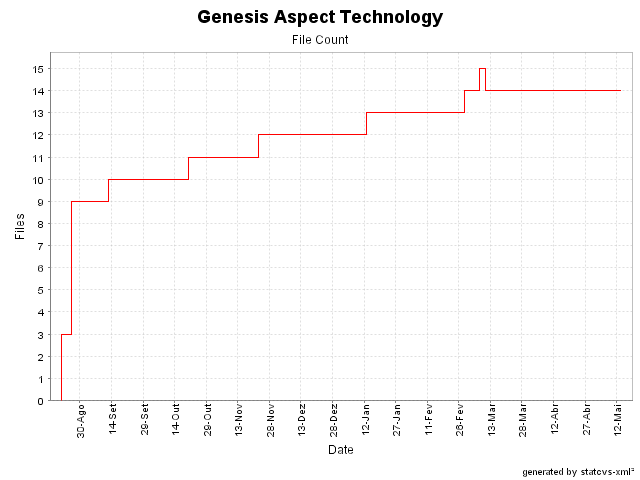 Genesis Aspect Technology
File Count
15
14
13
12
11
10
9
8
7
6
5
4
3
2
1
0
Files
30-Ago
14-Set
29-Set
14-Out
29-Out
13-Nov
28-Nov
13-Dez
28-Dez
12-Jan
27-Jan
11-Fev
26-Fev
13-Mar
28-Mar
12-Abr
27-Abr
12-Mai
Date
generated by statcvs-xml²